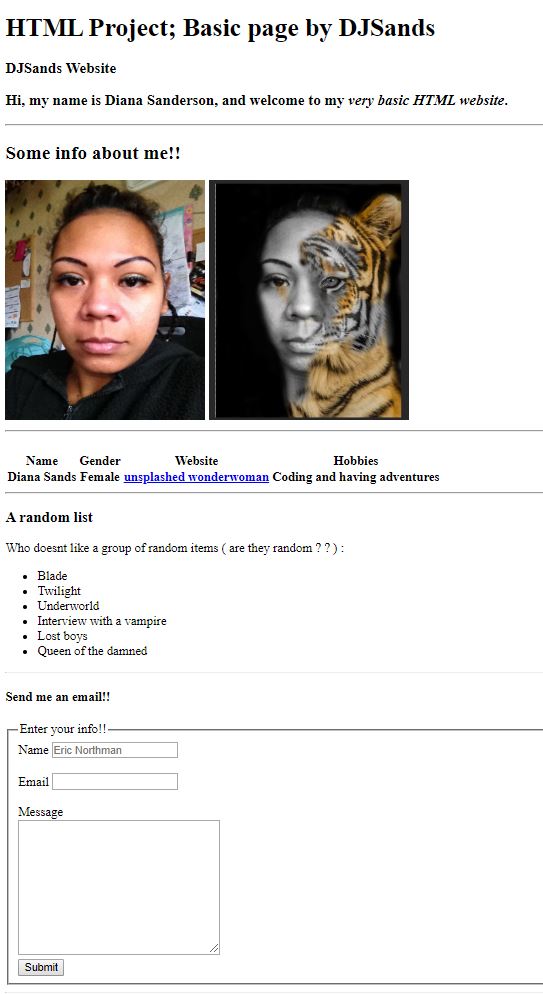 HTML Project; Basic page by DJSands
DJSands Website
Hi, my name is Diana Sanderson, and welcome to my very basic HTML website.
Some info about me!!
Name Gender Website Hobbies
Diana Sands Female unsplashed wonderwoman Coding and having adventures
A random list
Who doesnt like a group of random items ( are they random ? ? ) :
Blade
Twilight
Underworld
Interview with a vampire
Lost boys
Queen of the damned
Send me an email!!
Enter your info!!
Name Eric Northman
Email
Message
Submit